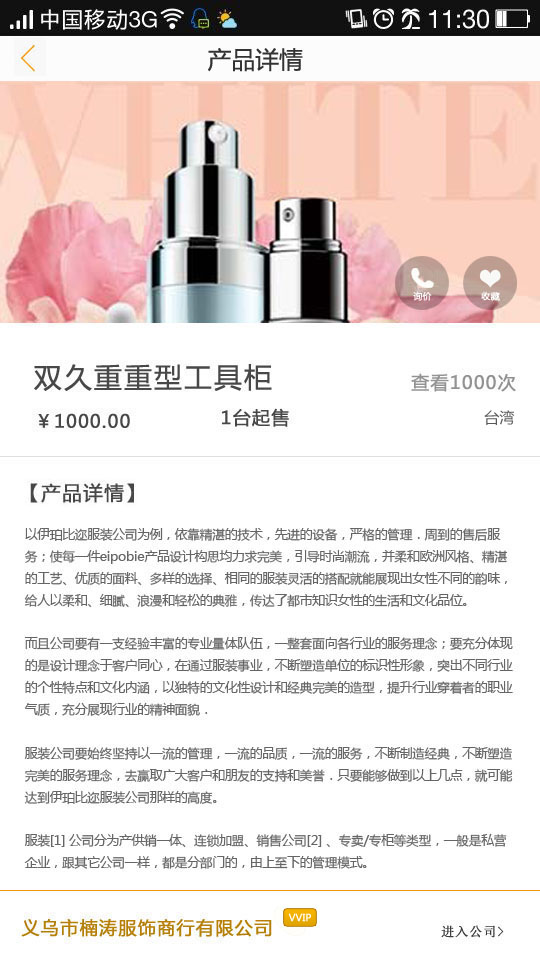 中国移动3G 11:30
产品详情
WHITE
询价 收藏
双久重重型工具柜 查看1000次
￥1000.00 1台起售 台湾
【产品详情】
以伊珀比迩服装公司为例，依靠精湛的技术，先进的设备，严格的管理．周到的售后服
务；使每一件eipobie产品设计构思均力求完美，引导时尚潮流，并柔和欧洲风格、精湛
的工艺、优质的面料、多样的选择、相同的服装灵活的搭配就能展现出女性不同的韵味，
给人以柔和、细腻、浪漫和轻松的典雅，传达了都市知识女性的生活和文化品位。
而且公司要有一支经验丰富的专业量体队伍，一整套面向各行业的服务理念；要充分体现
的是设计理念于客户同心，在通过服装事业，不断塑造单位的标识性形象，突出不同行业
的个性特点和文化内涵，以独特的文化性设计和经典完美的造型，提升行业穿着者的职业
气质，充分展现行业的精神面貌．
服装公司要始终坚持以一流的管理，一流的品质，一流的服务，不断制造经典，不断塑造
完美的服务理念，去赢取广大客户和朋友的支持和美誉．只要能够做到以上几点，就可能
达到伊珀比迩服装公司那样的高度。
服装[1] 公司分为产供销一体、连锁加盟、销售公司[2] 、专卖/专柜等类型，一般是私营
企业，跟其它公司一样，都是分部门的，由上至下的管理模式。
义乌市楠涛服饰商行有限公司 VVIP 进入公司>